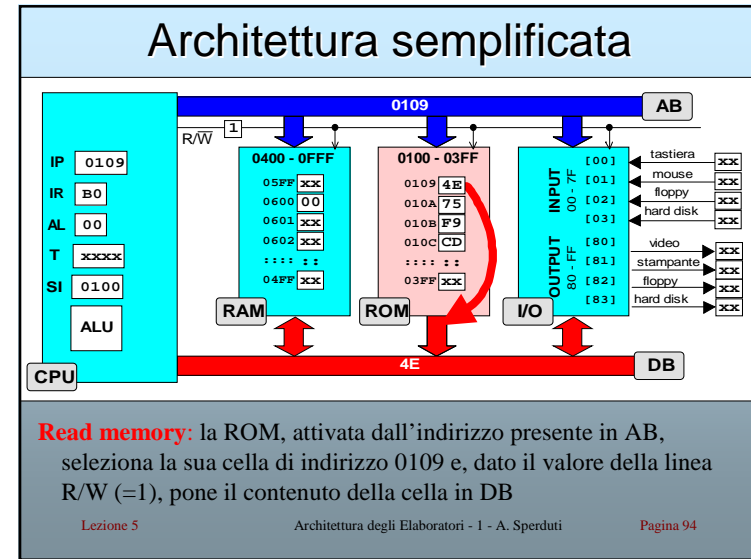 Architettura semplificata
0109
AB
R/W
1
IP 0109
IR B0
AL 00
T xxxx
SI 0100
ALU
CPU
0400 - 0FFF
05FF xx
0600 00
0601 xx
0602 xx
:::: ::
04FF xx
RAM
0100 - 03FF
0109 4E
010A 75
010B F9
010C CD
:::: ::
03FF xx
ROM
INPUT
00 - 7F
[00] tastiera xx
[01] mouse xx
[02] floppy xx
[03] hard disk xx
OUTPUT
80 - FF
[80] video xx
[81] stampante xx
[82] floppy xx
[83] hard disk xx
I/O
4E
DB
Read memory: la ROM, attivata dall'indirizzo presente in AB,
seleziona la sua cella di indirizzo 0109 e, dato il valore della linea
R/W (=1), pone il contenuto della cella in DB
Lezione 5 Architettura degli Elaboratori - 1 - A. Sperduti Pagina 94